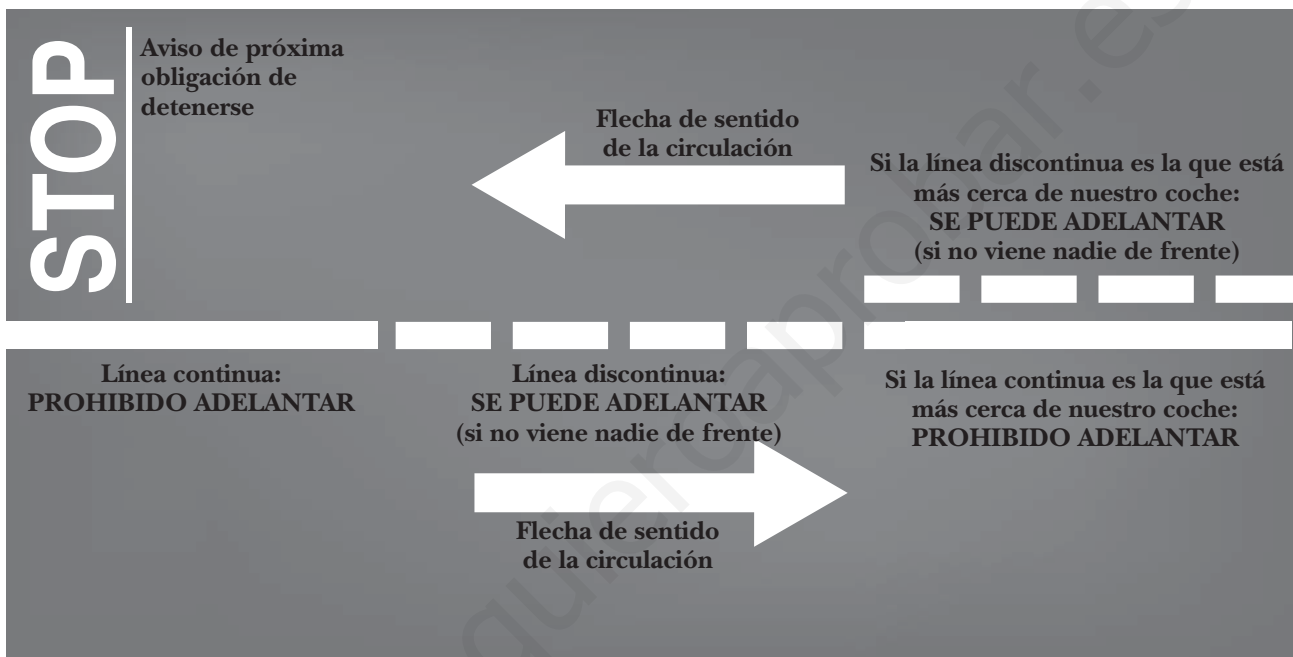 STOP
Aviso de próxima
obligación de
detenerse
Flecha de sentido
de la circulación
Si la línea discontinua es la que está
más cerca de nuestro coche:
SE PUEDE ADELANTAR
(si no viene nadie de frente)
Línea continua:
PROHIBIDO ADELANTAR
Línea discontinua:
SE PUEDE ADELANTAR
(si no viene nadie de frente)
Si la línea continua es la que está
más cerca de nuestro coche:
PROHIBIDO ADELANTAR
Flecha de sentido
de la circulación
quieroaprobar.es